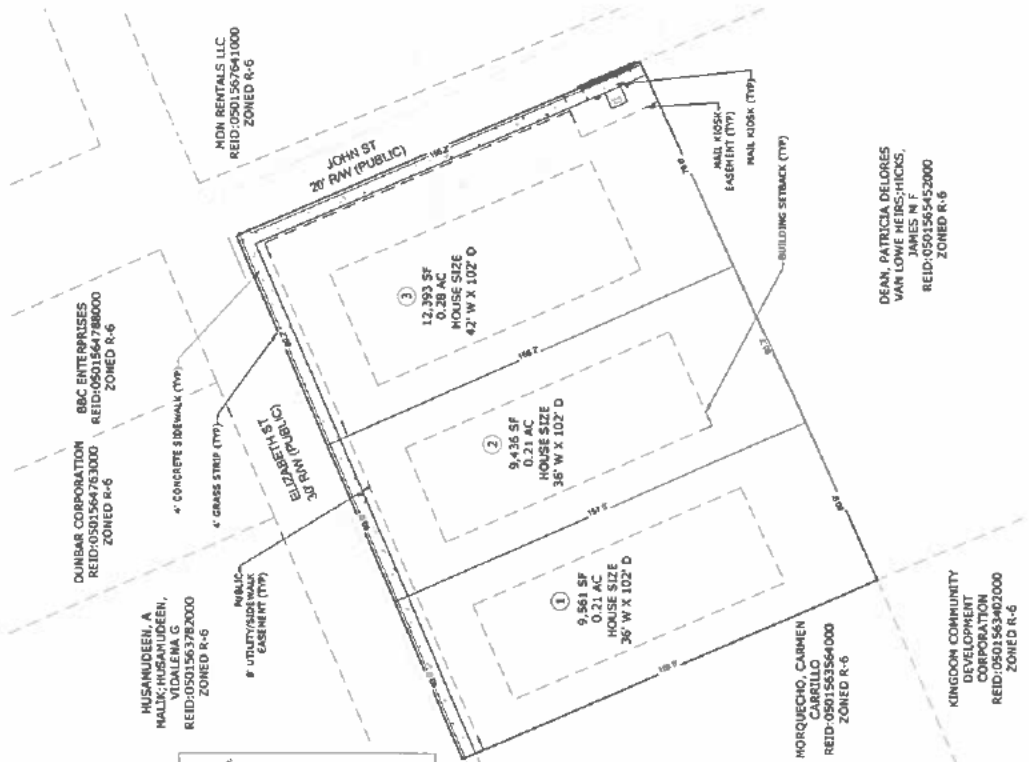 MDN RENTALS LLC
REID:0501567641000
ZONED R-6
JOHN ST
20' R/W (PUBLIC)
BBC ENTERPRISES
REID:0501564788000
ZONED R-6
DUNBAR CORPORATION
REID:0501564763000
ZONED R-6
4' CONCRETE SIDEWALK (TYP)
4' GRASS STRIP (TYP)
ELIZABETH ST
30' R/W (PUBLIC)
HUSAMUDEEN, A
MALIK;HUSAMUDEEN,
VIDALENA G
REID:0501563782000
ZONED R-6
PUBLIC
8' UTILITY/SIDEWALK
EASEMENT (TYP)
3
12,393 SF
0.28 AC
HOUSE SIZE
42' W X 102' D
2
9,436 SF
0.21 AC
HOUSE SIZE
36' W X 102' D
1
9,561 SF
0.21 AC
HOUSE SIZE
36' W X 102' D
MAIL KIOSK
EASEMENT (TYP)
MAIL KIOSK (TYP)
BUILDING SETBACK (TYP)
DEAN, PATRICIA DELORES
VAN LOWE HEIRS;HICKS,
JAMES M F
REID:0501565452000
ZONED R-6
MORQUECHO, CARMEN
CARRILLO
REID:0501563564000
ZONED R-6
KINGDOM COMMUNITY
DEVELOPMENT
CORPORATION
REID:0501563402000
ZONED R-6